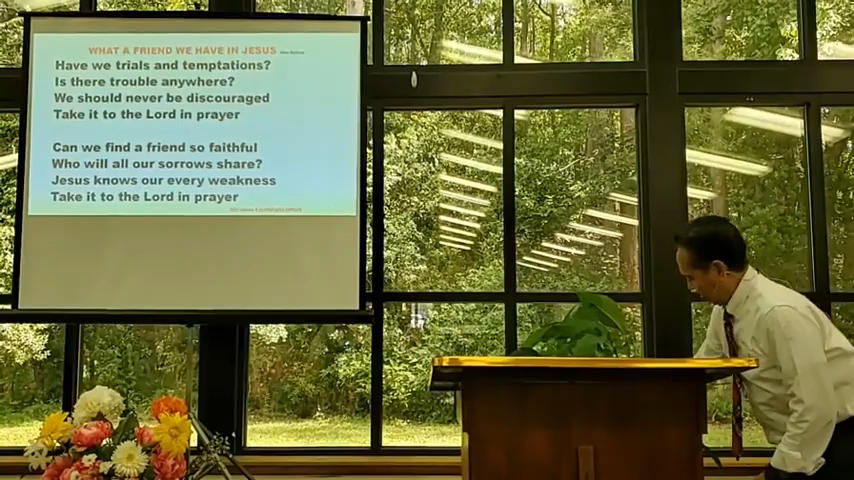 WHAT A FRIEND WE HAVE IN JESUS
Have we trials and temptations?
Is there trouble anywhere?
We should never be discouraged
Take it to the Lord in prayer
Can we find a friend so faithful
Who will all our sorrows share?
Jesus knows our every weakness
Take it to the Lord in prayer